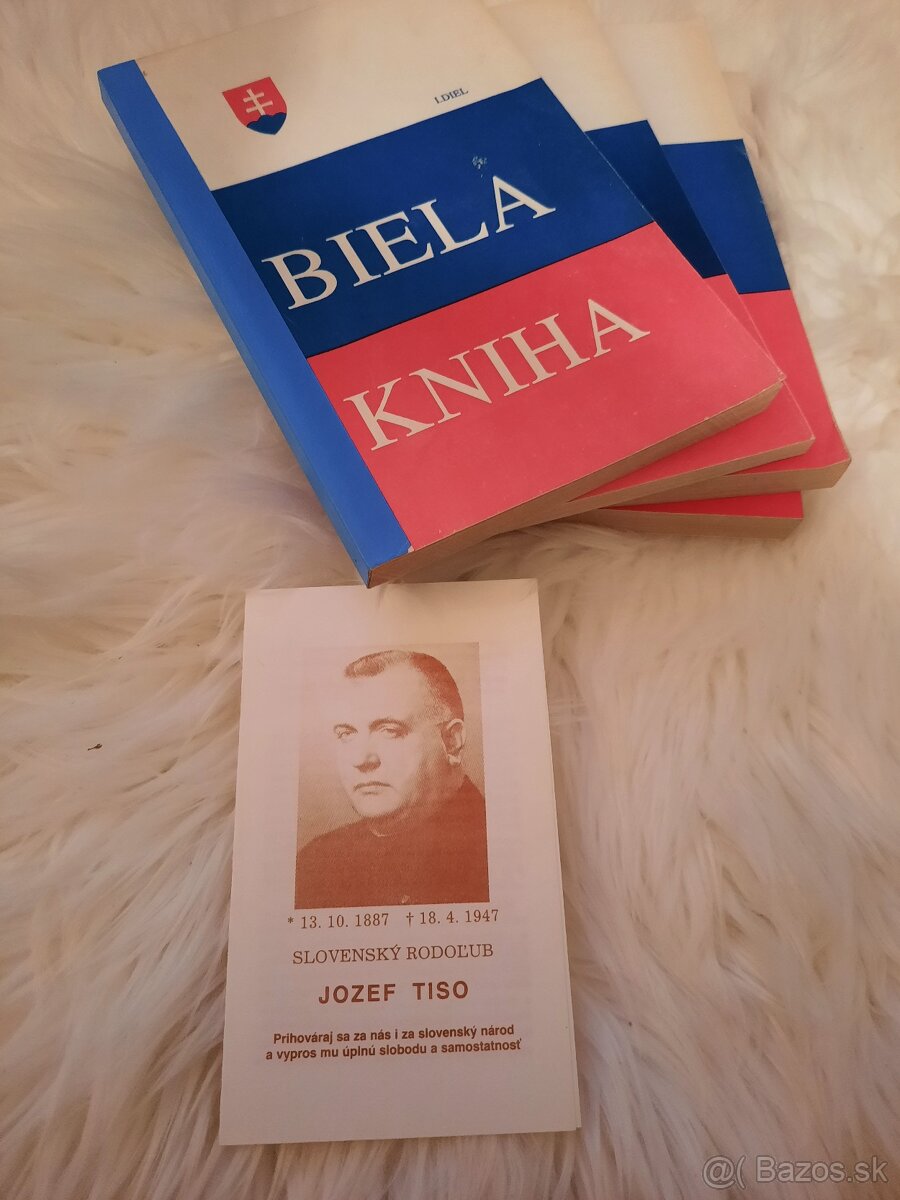 I.DIEL
BIELA
KNIHA
* 13. 10. 1887 † 18. 4. 1947
SLOVENSKÝ RODOĽUB
JOZEF TISO
Prihováraj sa za nás i za slovenský národ
a vypros mu úplnú slobodu a samostatnosť
@( Bazos.sk